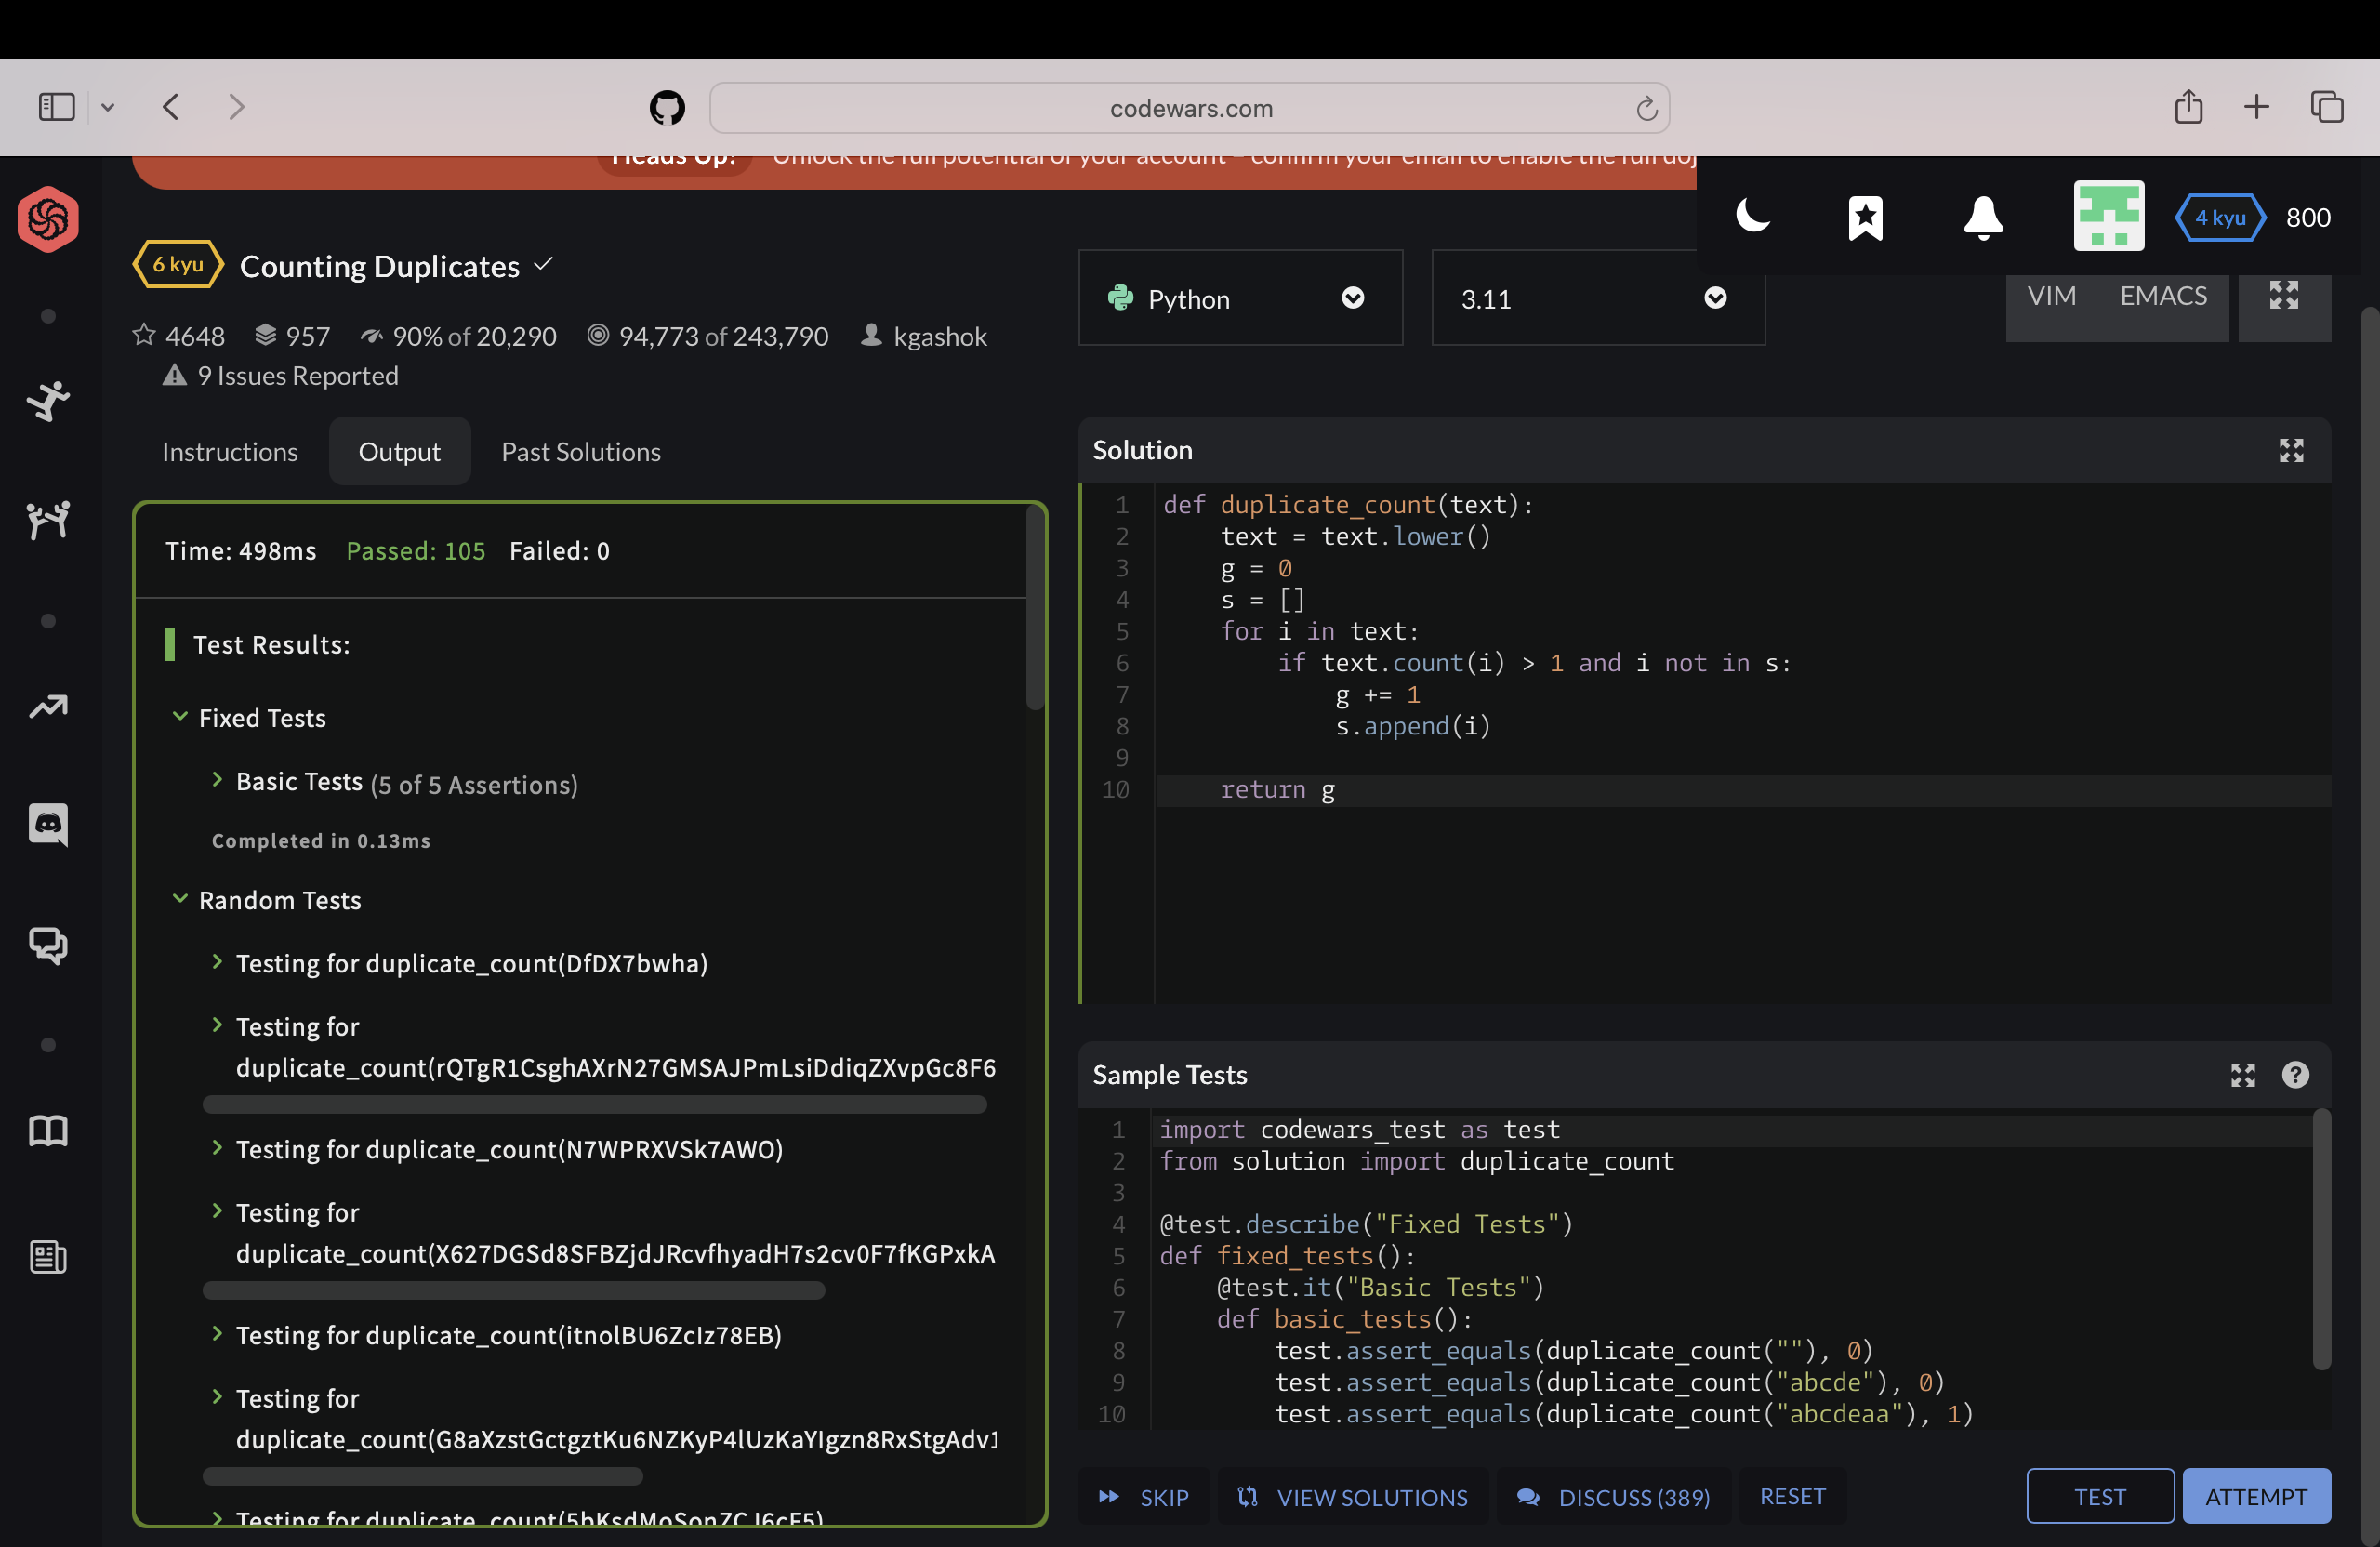 codewars.com
Heads Up! Unlock the full potential of your account – confirm your email to enable the full doj
4 kyu 800
6 kyu Counting Duplicates
4648 957 90% of 20,290 94,773 of 243,790 kgashok
9 Issues Reported
Python 3.11 VIM EMACS
Instructions Output Past Solutions
Time: 498ms Passed: 105 Failed: 0
Test Results:
Fixed Tests
Basic Tests (5 of 5 Assertions)
Completed in 0.13ms
Random Tests
Testing for duplicate_count(DfDX7bwha)
Testing for
duplicate_count(rQTgR1CsghAXrN27GMSAJPmLsiDdiqZXvpGc8F6
Testing for duplicate_count(N7WPRXVSk7AWO)
Testing for
duplicate_count(X627DGSd8SFBZjdJRcvfhyadH7s2cv0F7fKGPxkA
Testing for duplicate_count(itnolBU6ZcIz78EB)
Testing for
duplicate_count(G8aXzstGctgztKu6NZKyP4lUzKaYIgzn8RxStgAdv1
Testing for duplicate_count(5bKsdMoSonZCJ6cF5)
Solution
1 def duplicate_count(text):
2 text = text.lower()
3 g = 0
4 s = []
5 for i in text:
6 if text.count(i) > 1 and i not in s:
7 g += 1
8 s.append(i)
9
10 return g
Sample Tests
1 import codewars_test as test
2 from solution import duplicate_count
3
4 @test.describe("Fixed Tests")
5 def fixed_tests():
6 @test.it("Basic Tests")
7 def basic_tests():
8 test.assert_equals(duplicate_count(""), 0)
9 test.assert_equals(duplicate_count("abcde"), 0)
10 test.assert_equals(duplicate_count("abcdeaa"), 1)
SKIP VIEW SOLUTIONS DISCUSS (389) RESET TEST ATTEMPT